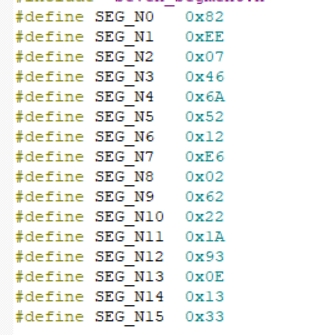 #define SEG_N0 0x82
#define SEG_N1 0xEE
#define SEG_N2 0x07
#define SEG_N3 0x46
#define SEG_N4 0x6A
#define SEG_N5 0x52
#define SEG_N6 0x12
#define SEG_N7 0xE6
#define SEG_N8 0x02
#define SEG_N9 0x62
#define SEG_N10 0x22
#define SEG_N11 0x1A
#define SEG_N12 0x93
#define SEG_N13 0x0E
#define SEG_N14 0x13
#define SEG_N15 0x33